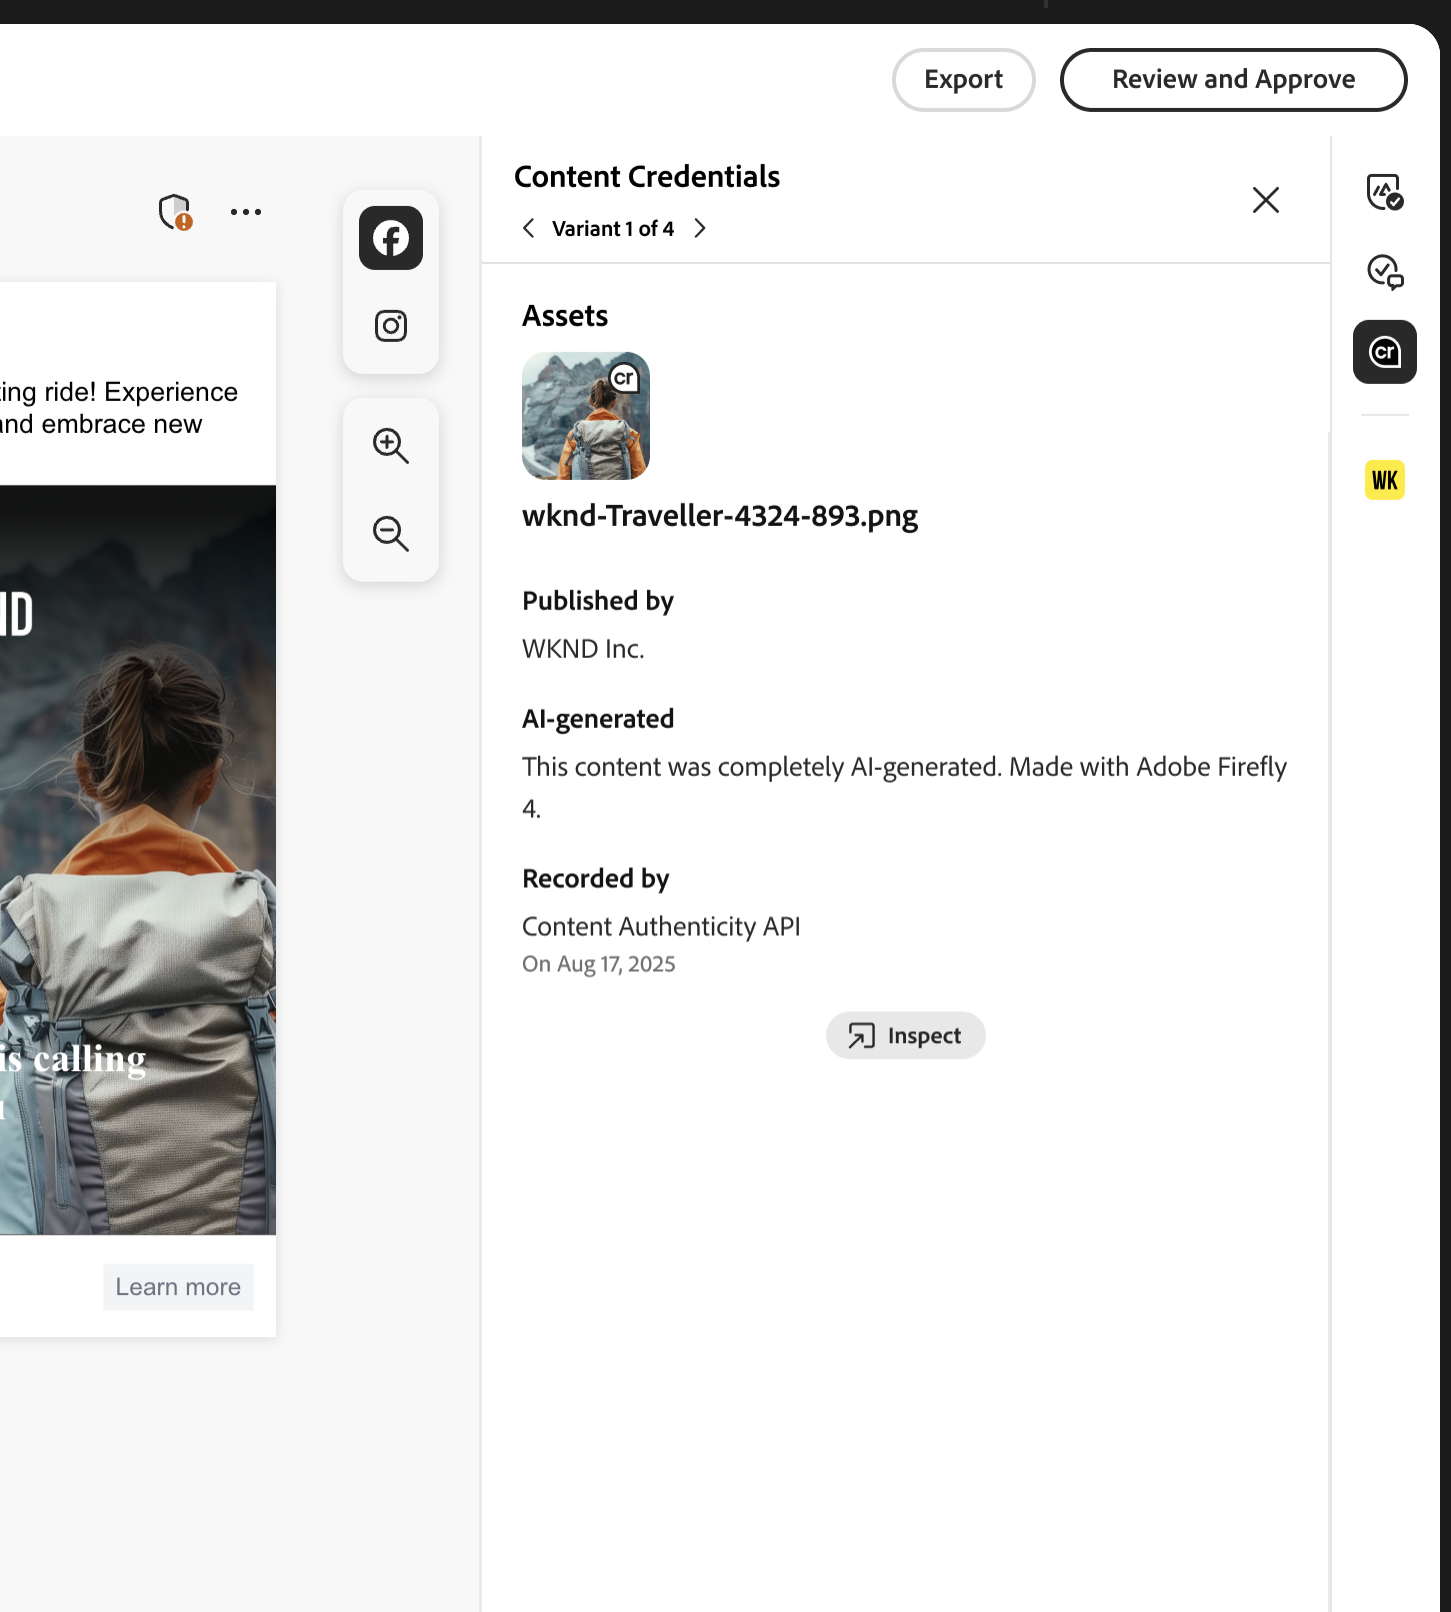 Export
Review and Approve
Content Credentials
Variant 1 of 4
Assets
cr
wknd-Traveller-4324-893.png
Published by
WKND Inc.
AI-generated
This content was completely AI-generated. Made with Adobe Firefly
4.
Recorded by
Content Authenticity API
On Aug 17, 2025
Inspect
ing ride! Experience
and embrace new
ND
is calling
Learn more
cr
WK